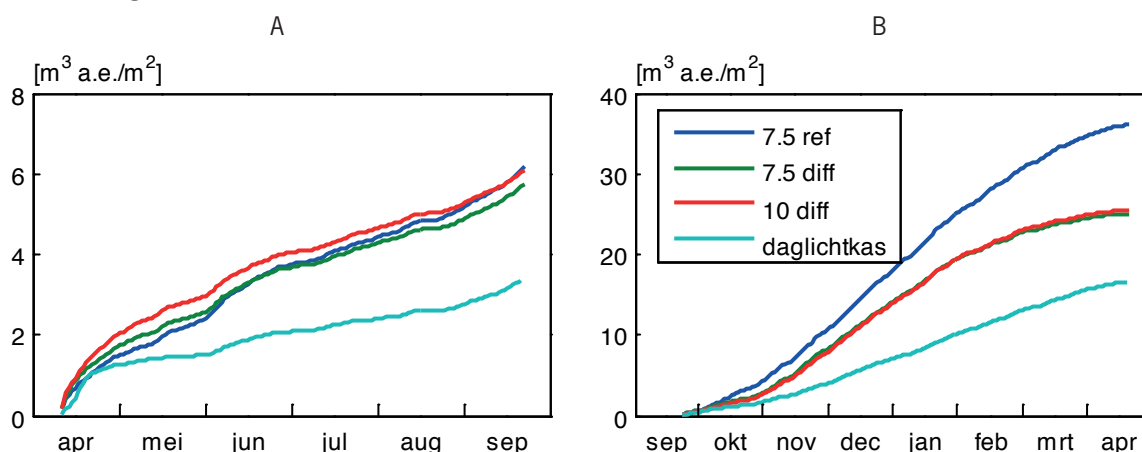 A
[m³ a.e./m²]
8
6
4
2
0
apr mei jun jul aug sep
B
[m³ a.e./m²]
40
30
20
10
0
7.5 ref
7.5 diff
10 diff
daglichtkas
sep okt nov dec jan feb mrt apr